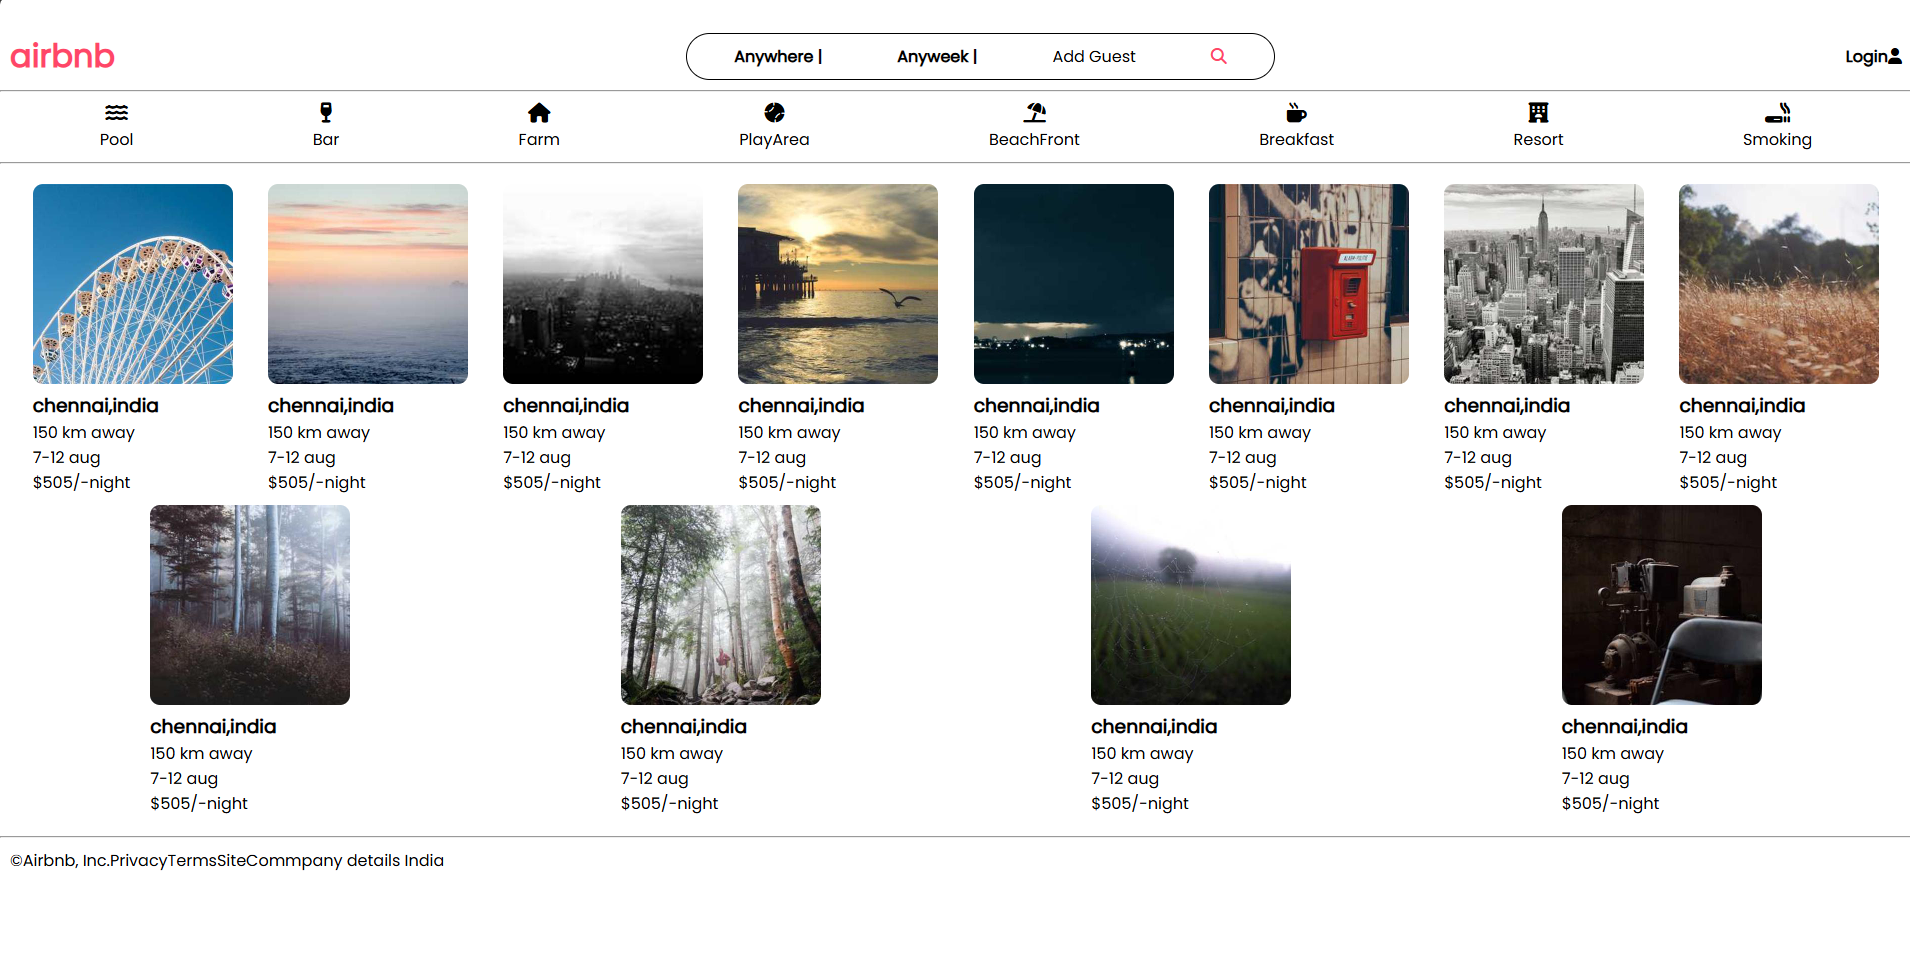 airbnb
Anywhere | Anyweek | Add Guest
Login
Pool Bar Farm PlayArea BeachFront Breakfast Resort Smoking
chennai,india chennai,india chennai,india chennai,india chennai,india chennai,india chennai,india chennai,india
150 km away 150 km away 150 km away 150 km away 150 km away 150 km away 150 km away 150 km away
7-12 aug 7-12 aug 7-12 aug 7-12 aug 7-12 aug 7-12 aug 7-12 aug 7-12 aug
$505/-night $505/-night $505/-night $505/-night $505/-night $505/-night $505/-night $505/-night
chennai,india chennai,india chennai,india chennai,india
150 km away 150 km away 150 km away 150 km away
7-12 aug 7-12 aug 7-12 aug 7-12 aug
$505/-night $505/-night $505/-night $505/-night
©Airbnb, Inc.PrivacyTermsSiteCommpany details India